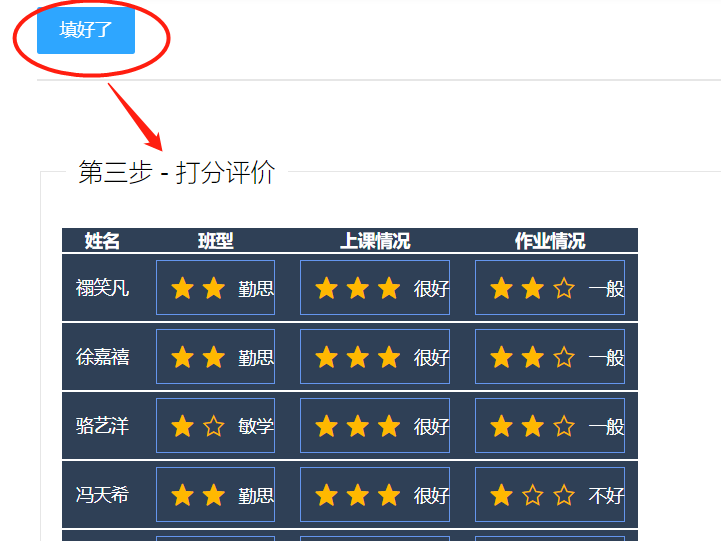 填好了
第三步 - 打分评价
姓名 班型 上课情况 作业情况
禤笑凡 勤思 很好 一般
徐嘉禧 勤思 很好 一般
骆艺洋 敏学 很好 一般
冯天希 勤思 很好 不好